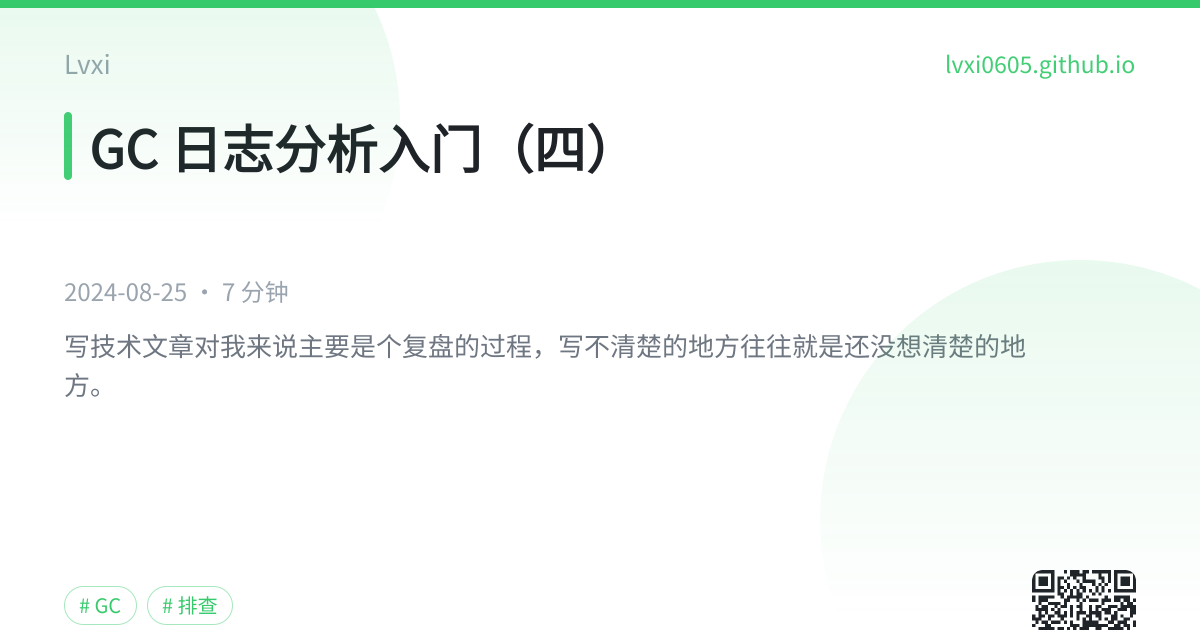 Lvxi
lvxi0605.github.io
GC 日志分析入门（四）
2024-08-25 · 7 分钟
写技术文章对我来说主要是个复盘的过程，写不清楚的地方往往就是还没想清楚的地
方。
# GC
# 排查